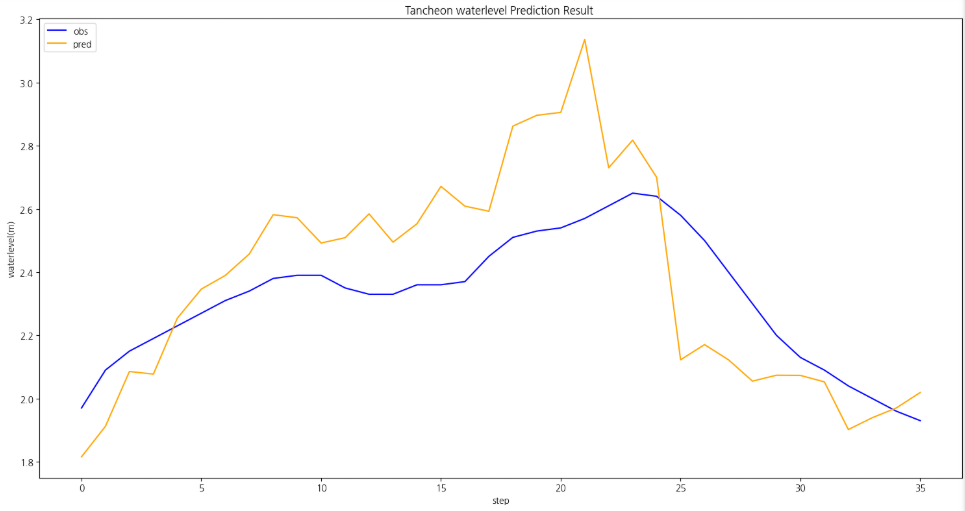 Tancheon waterlevel Prediction Result
obs
pred
3.2
3.0
2.8
2.6
2.4
2.2
2.0
1.8
waterlevel(m)
0 5 10 15 20 25 30 35
step